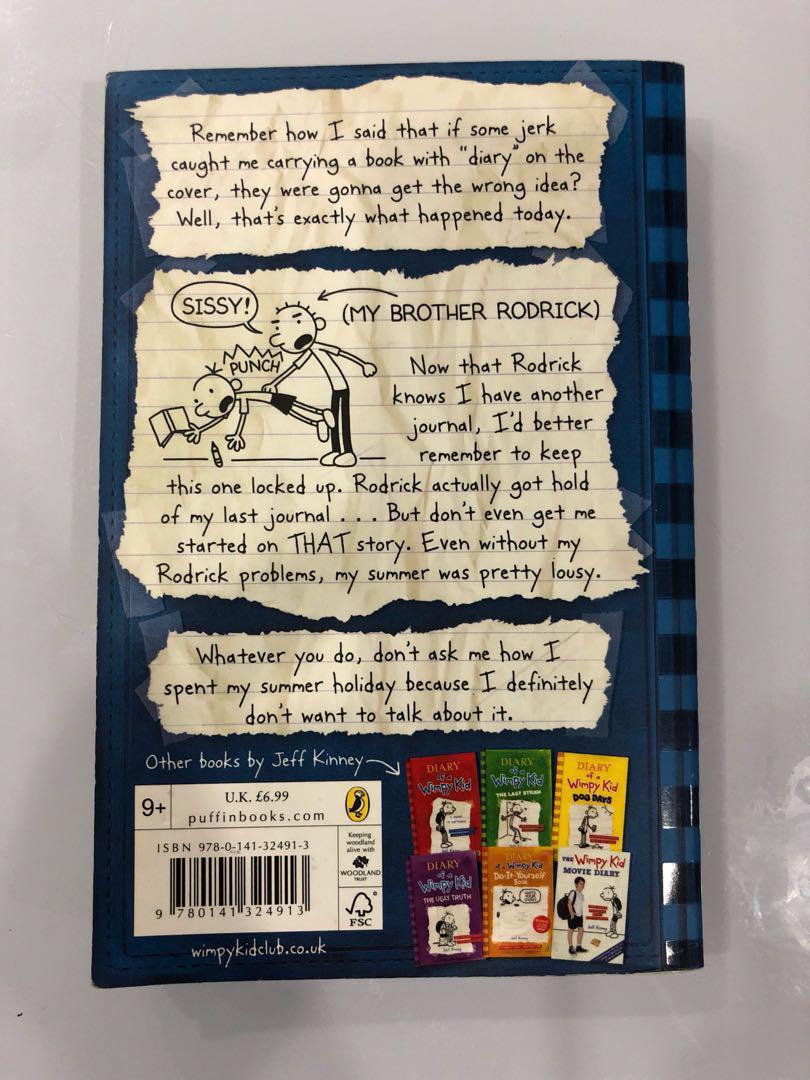 Remember how I said that if some jerk
caught me carrying a book with "diary" on the
cover, they were gonna get the wrong idea?
Well, that's exactly what happened today.
SISSY!
(MY BROTHER RODRICK)
PUNCH
Now that Rodrick
knows I have another
journal, I'd better
remember to keep
this one locked up. Rodrick actually got hold
of my last journal . . . But don't even get me
started on THAT story. Even without my
Rodrick problems, my summer was pretty lousy.
Whatever you do, don't ask me how I
spent my summer holiday because I definitely
don't want to talk about it.
Other books by Jeff Kinney
9+
U.K. £6.99
puffinbooks.com
ISBN 978-0-141-32491-3
9 780141 324913
Keeping
woodland
alive with
WOODLAND
TRUST
FSC
wimpykidclub.co.uk
DIARY
of a
Wimpy Kid
DIARY
of a
Wimpy Kid
THE LAST STRAW
DIARY
of a
Wimpy Kid
DOG DAYS
DIARY
of a
Wimpy Kid
THE UGLY TRUTH
DIARY
of a Wimpy Kid
Do-It-Yourself
Book
Jeff Kinney
THE Wimpy Kid
MOVIE DIARY
Jeff Kinney